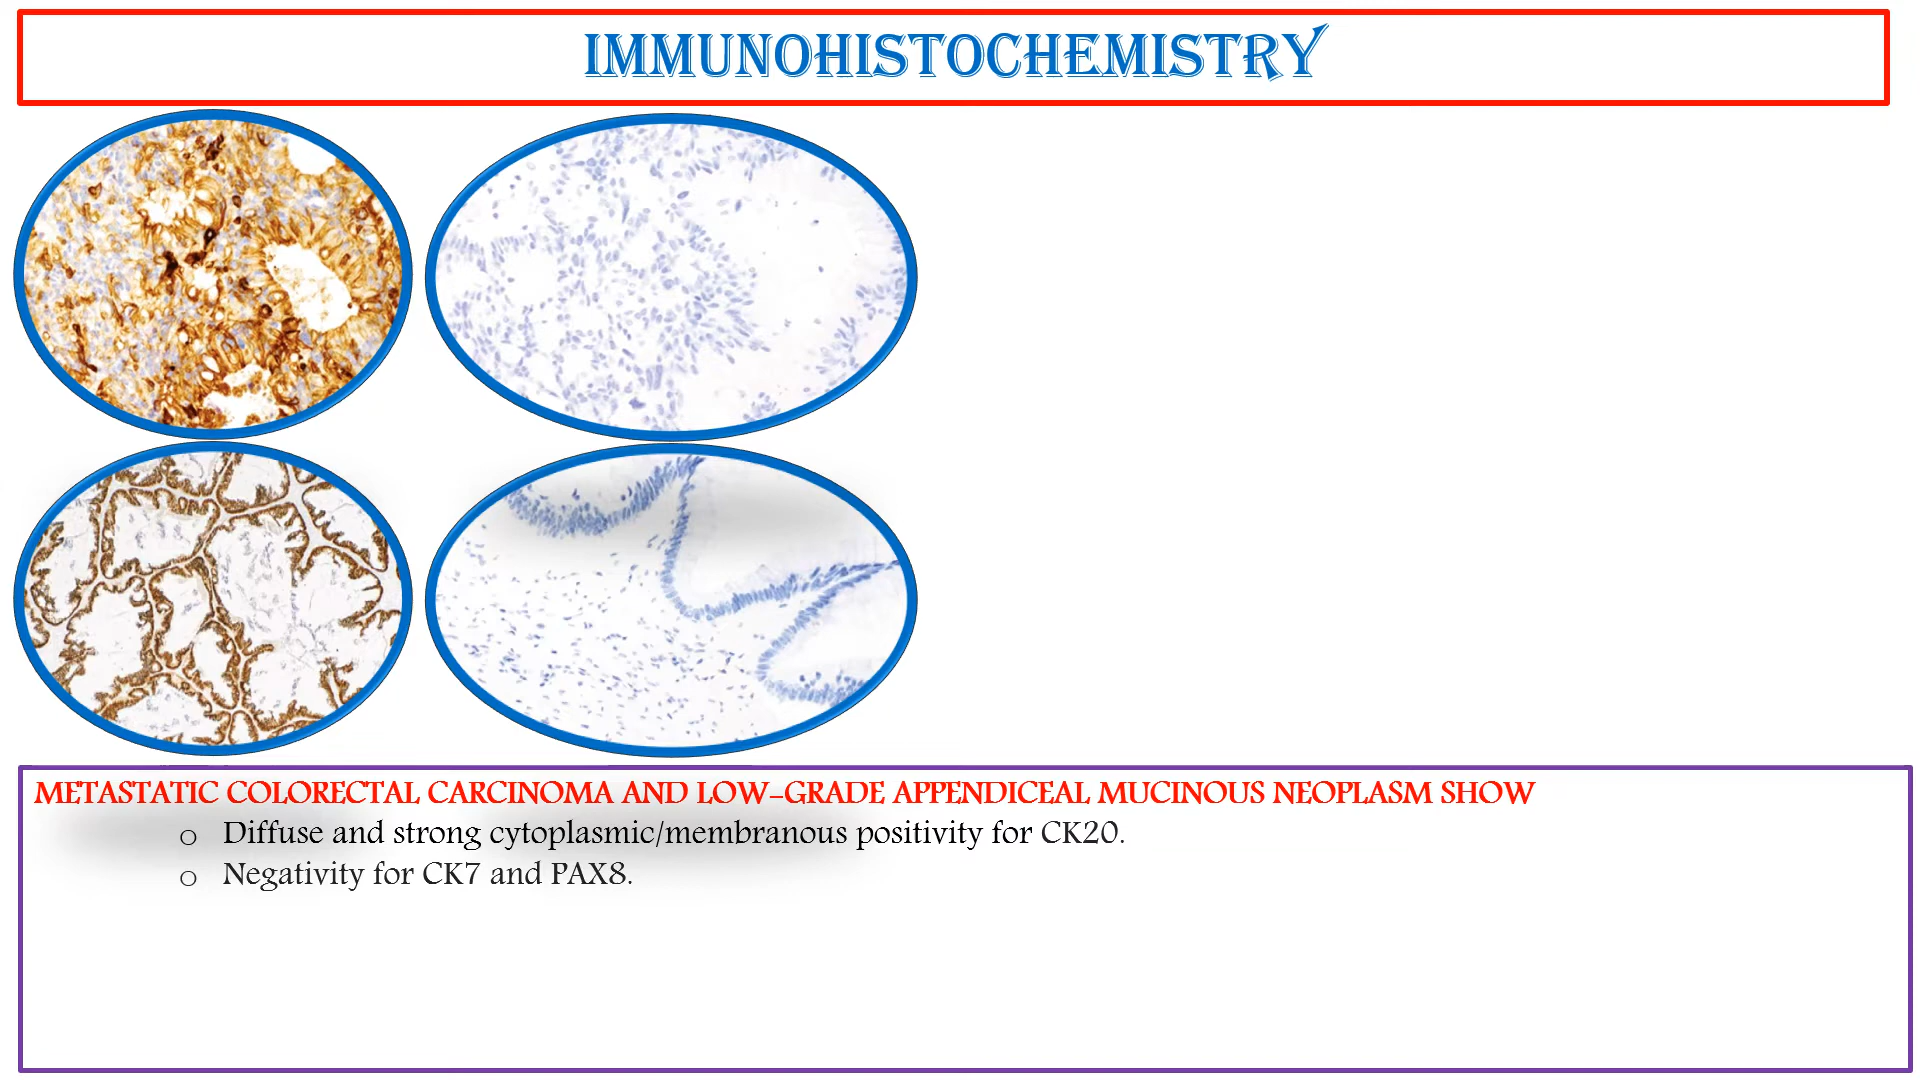 IMMUNOHISTOCHEMISTRY
METASTATIC COLORECTAL CARCINOMA AND LOW-GRADE APPENDICEAL MUCINOUS NEOPLASM SHOW
o Diffuse and strong cytoplasmic/membranous positivity for CK20.
o Negativity for CK7 and PAX8.